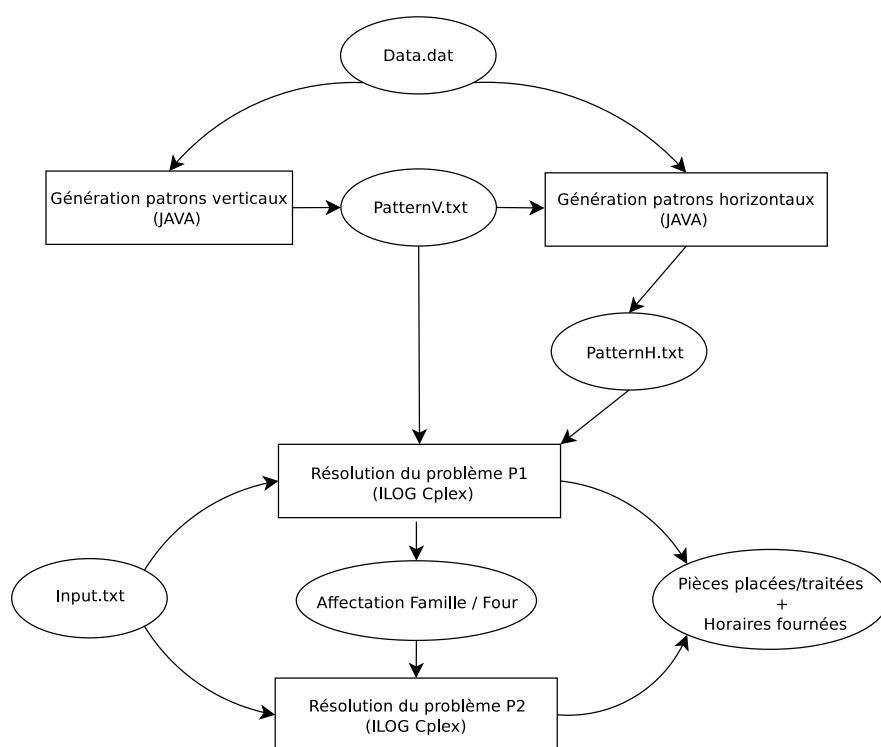 Data.dat
Génération patrons verticaux
(JAVA)
PatternV.txt
Génération patrons horizontaux
(JAVA)
PatternH.txt
Résolution du problème P1
(ILOG Cplex)
Input.txt
Affectation Famille / Four
Pièces placées/traitées
+
Horaires fournées
Résolution du problème P2
(ILOG Cplex)